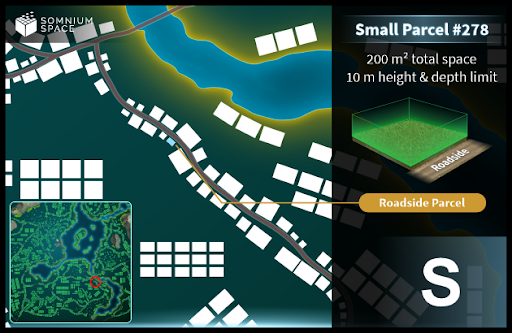 SOMNIUM
SPACE
Small Parcel #278
200 m² total space
10 m height & depth limit
Roadside
Roadside Parcel
S